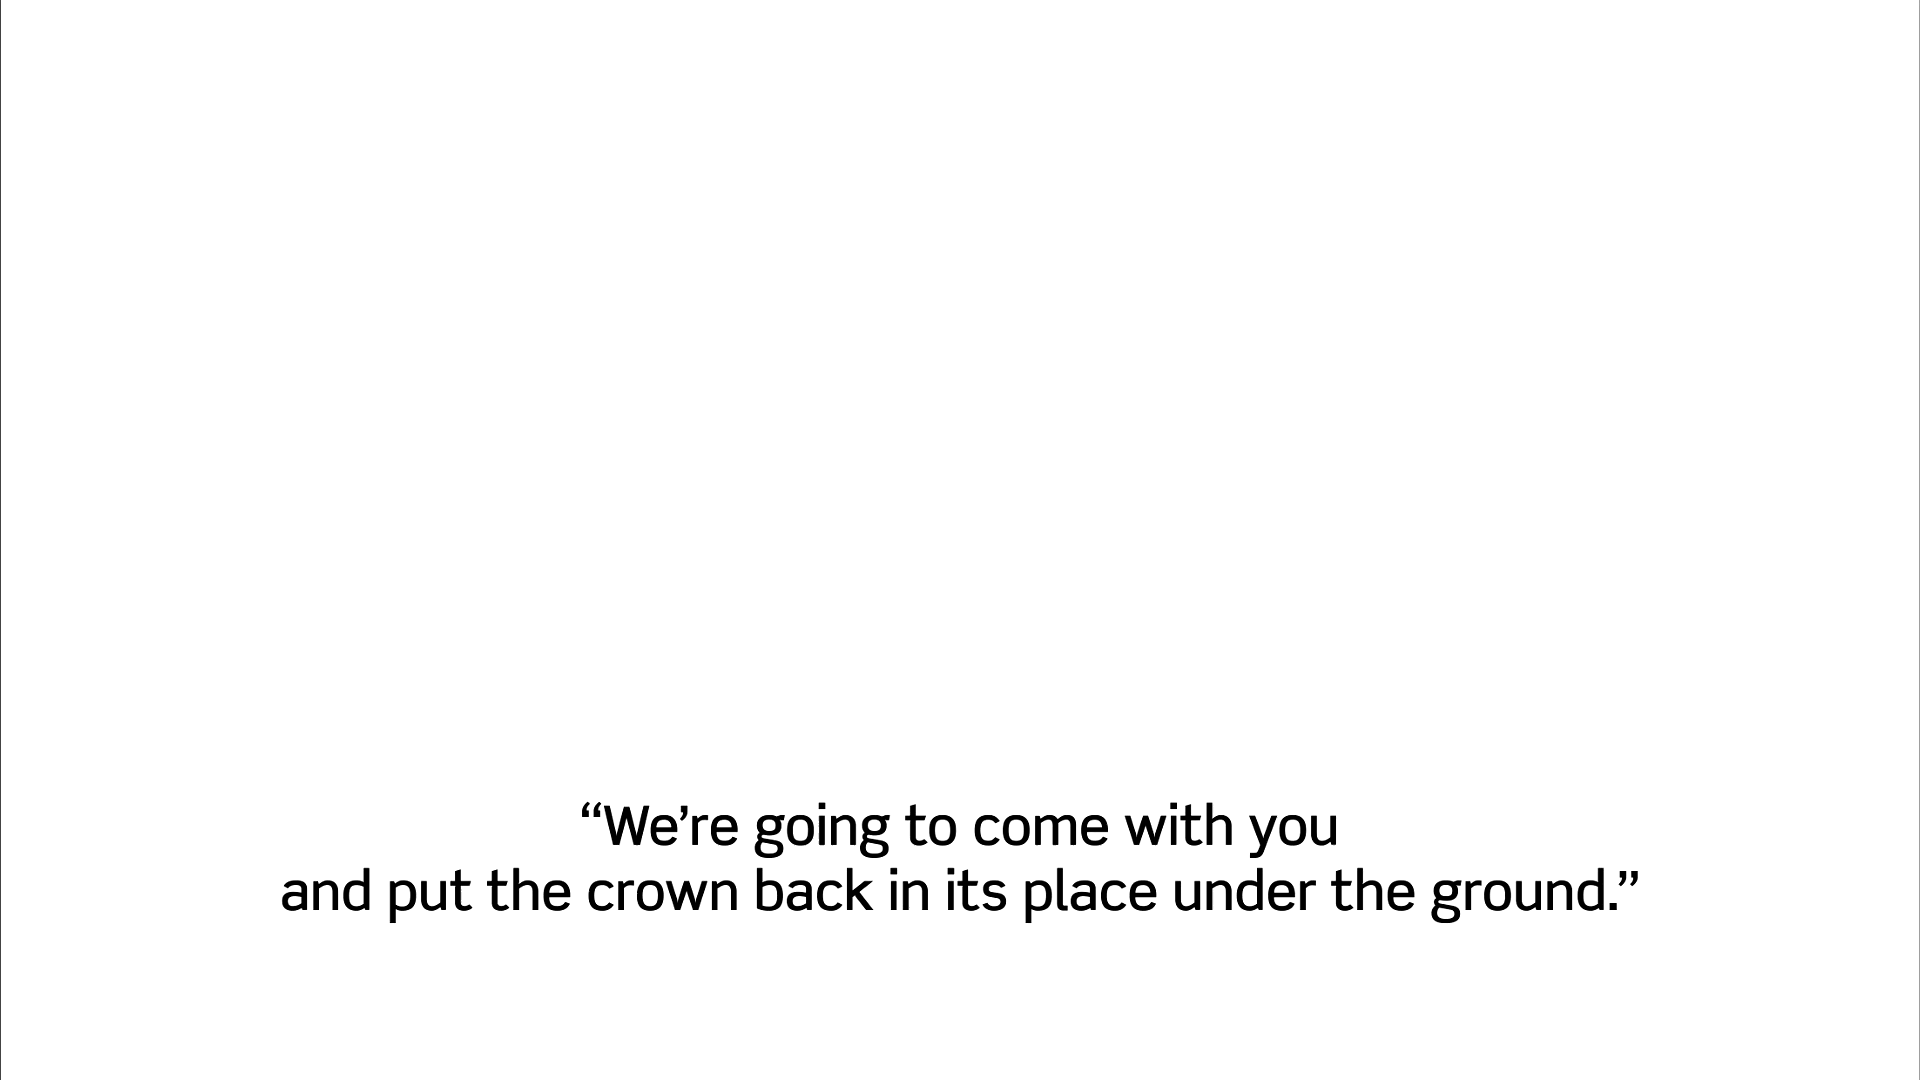 “We’re going to come with you
and put the crown back in its place under the ground.”